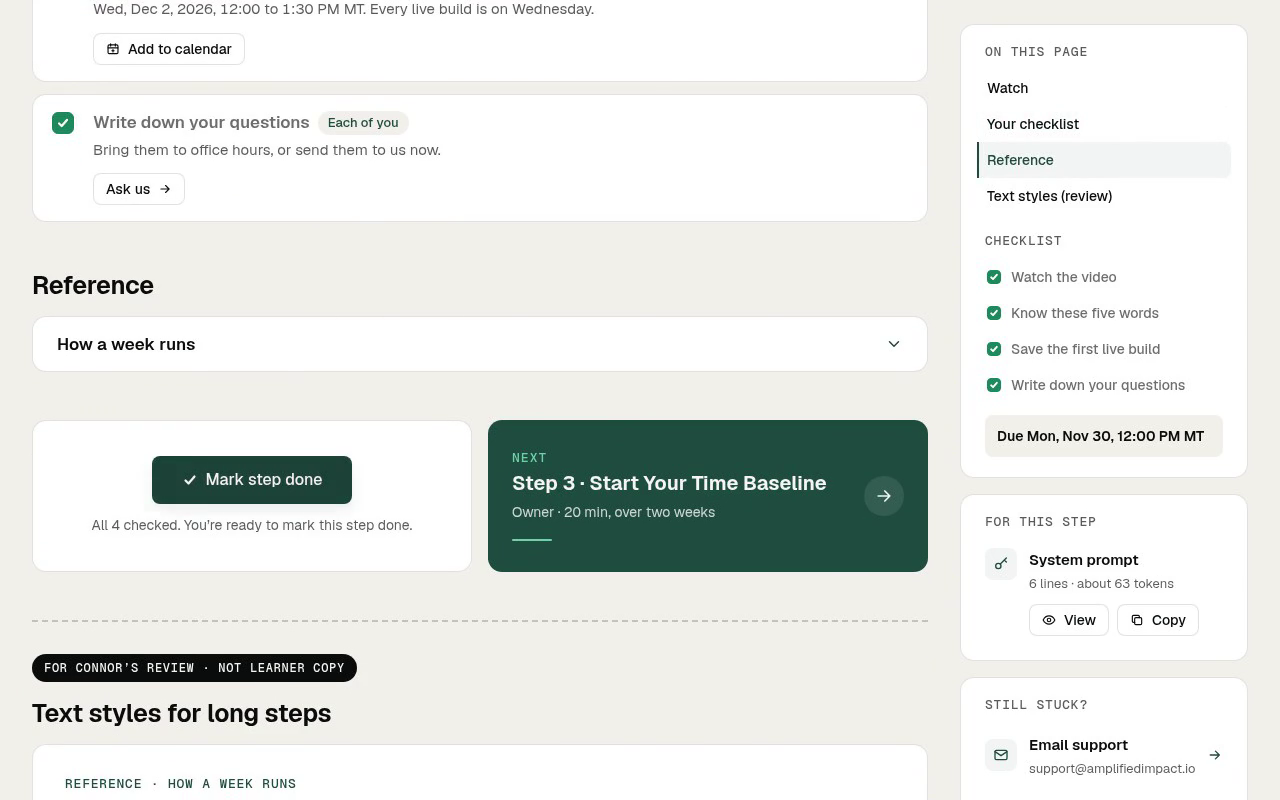 Wed, Dec 2, 2026, 12:00 to 1:30 PM MT. Every live build is on Wednesday.
Add to calendar
Write down your questions
Each of you
Bring them to office hours, or send them to us now.
Ask us
Reference
How a week runs
Mark step done
All 4 checked. You're ready to mark this step done.
NEXT
Step 3 · Start Your Time Baseline
Owner · 20 min, over two weeks
FOR CONNOR'S REVIEW · NOT LEARNER COPY
Text styles for long steps
REFERENCE · HOW A WEEK RUNS
ON THIS PAGE
Watch
Your checklist
Reference
Text styles (review)
CHECKLIST
Watch the video
Know these five words
Save the first live build
Write down your questions
Due Mon, Nov 30, 12:00 PM MT
FOR THIS STEP
System prompt
6 lines · about 63 tokens
View
Copy
STILL STUCK?
Email support
support@amplifiedimpact.io